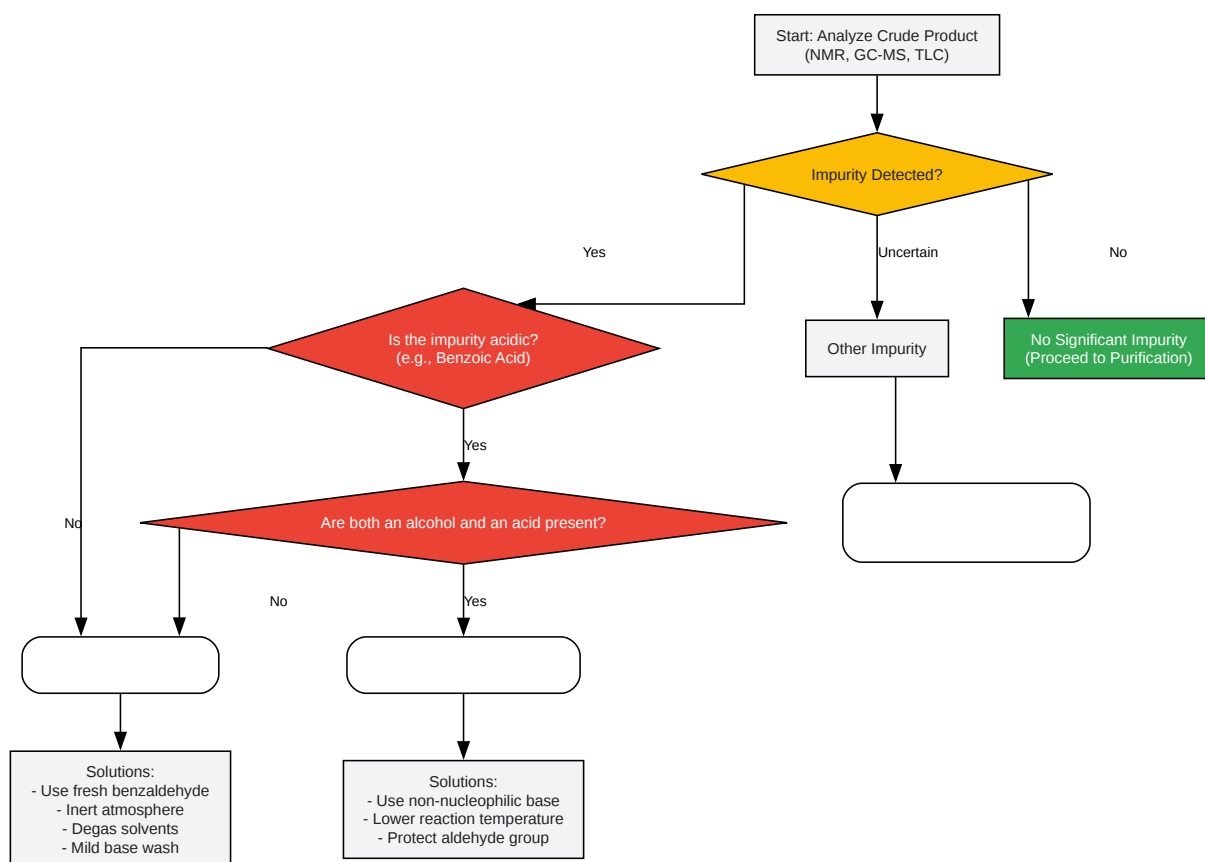 Start: Analyze Crude Product
(NMR, GC-MS, TLC)
Impurity Detected?
Yes
Uncertain
No
Is the impurity acidic?
(e.g., Benzoic Acid)
Other Impurity
No Significant Impurity
(Proceed to Purification)
Yes
No
Are both an alcohol and an acid present?
No
Yes
Solutions:
- Use fresh benzaldehyde
- Inert atmosphere
- Degas solvents
- Mild base wash
Solutions:
- Use non-nucleophilic base
- Lower reaction temperature
- Protect aldehyde group